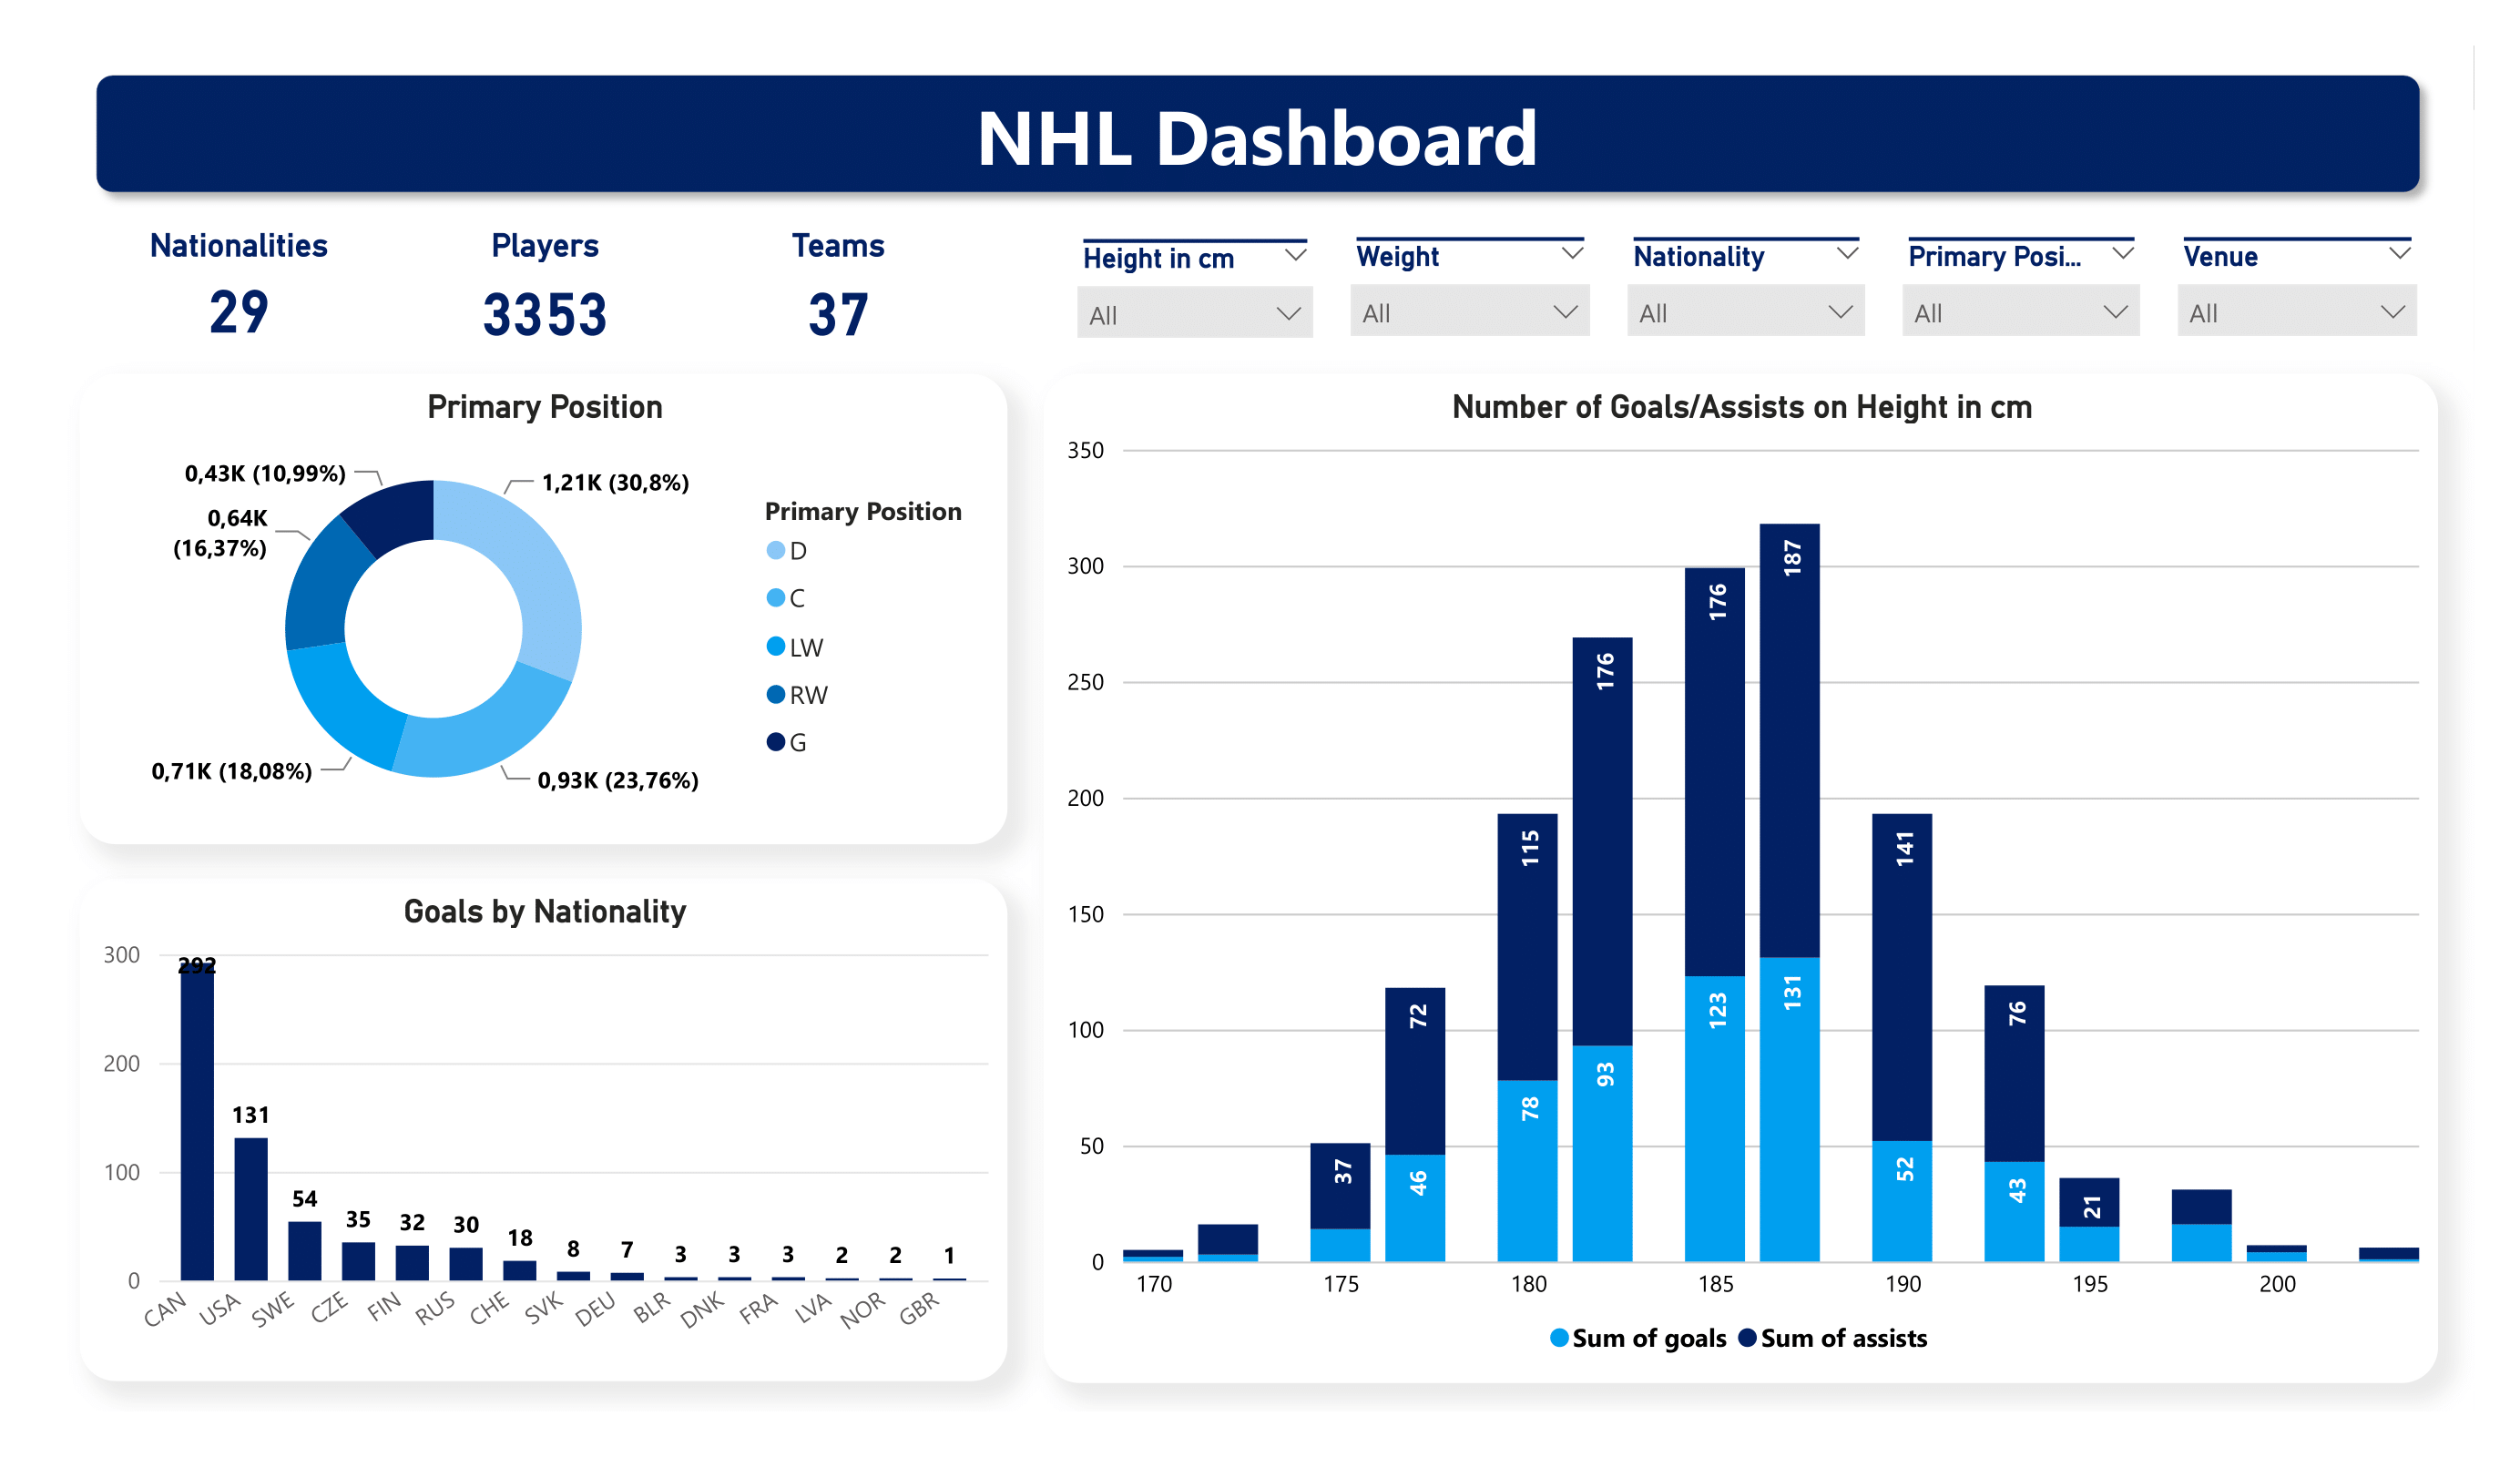 NHL Dashboard
Nationalities
29
Players
3353
Teams
37
Height in cm
All
Weight
All
Nationality
All
Primary Posi...
All
Venue
All
Primary Position
0,43K (10,99%)
0,64K
(16,37%)
0,71K (18,08%)
1,21K (30,8%)
0,93K (23,76%)
Primary Position
D
C
LW
RW
G
Goals by Nationality
300
200
100
0
292
131
54
35
32
30
18
8
7
3
3
3
2
2
1
CAN
USA
SWE
CZE
FIN
RUS
CHE
SVK
DEU
BLR
DNK
FRA
LVA
NOR
GBR
Number of Goals/Assists on Height in cm
350
300
250
200
150
100
50
0
37
72
46
115
78
176
93
176
123
187
131
141
52
76
43
21
170
175
180
185
190
195
200
Sum of goals
Sum of assists